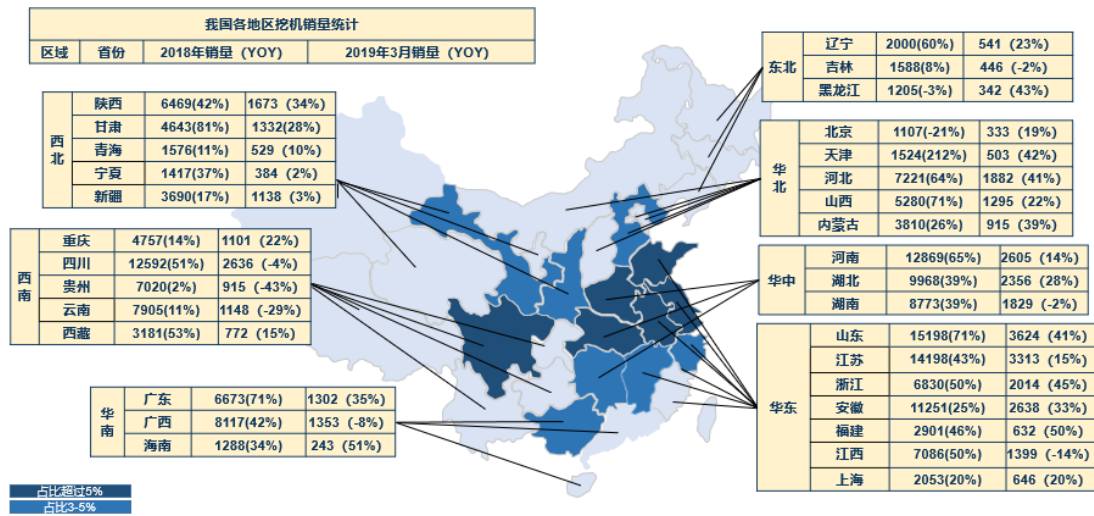 我国各地区挖机销量统计
区域 省份 2018年销量（YOY） 2019年3月销量（YOY）
西北
陕西 6469(42%) 1673 (34%)
甘肃 4643(81%) 1332(28%)
青海 1576(11%) 529 (10%)
宁夏 1417(37%) 384 (2%)
新疆 3690(17%) 1138 (3%)
西南
重庆 4757(14%) 1101 (22%)
四川 12592(51%) 2636 (-4%)
贵州 7020(2%) 915 (-43%)
云南 7905(11%) 1148 (-29%)
西藏 3181(53%) 772 (15%)
华南
广东 6673(71%) 1302 (35%)
广西 8117(42%) 1353 (-8%)
海南 1288(34%) 243 (51%)
东北
辽宁 2000(60%) 541 (23%)
吉林 1588(8%) 446 (-2%)
黑龙江 1205(-3%) 342 (43%)
华北
北京 1107(-21%) 333 (19%)
天津 1524(212%) 503 (42%)
河北 7221(64%) 1882 (41%)
山西 5280(71%) 1295 (22%)
内蒙古 3810(26%) 915 (39%)
华中
河南 12869(65%) 2605 (14%)
湖北 9968(39%) 2356 (28%)
湖南 8773(39%) 1829 (-2%)
华东
山东 15198(71%) 3624 (41%)
江苏 14198(43%) 3313 (15%)
浙江 6830(50%) 2014 (45%)
安徽 11251(25%) 2638 (33%)
福建 2901(46%) 632 (50%)
江西 7086(50%) 1399 (-14%)
上海 2053(20%) 646 (20%)
占比超过5%
占比3-5%